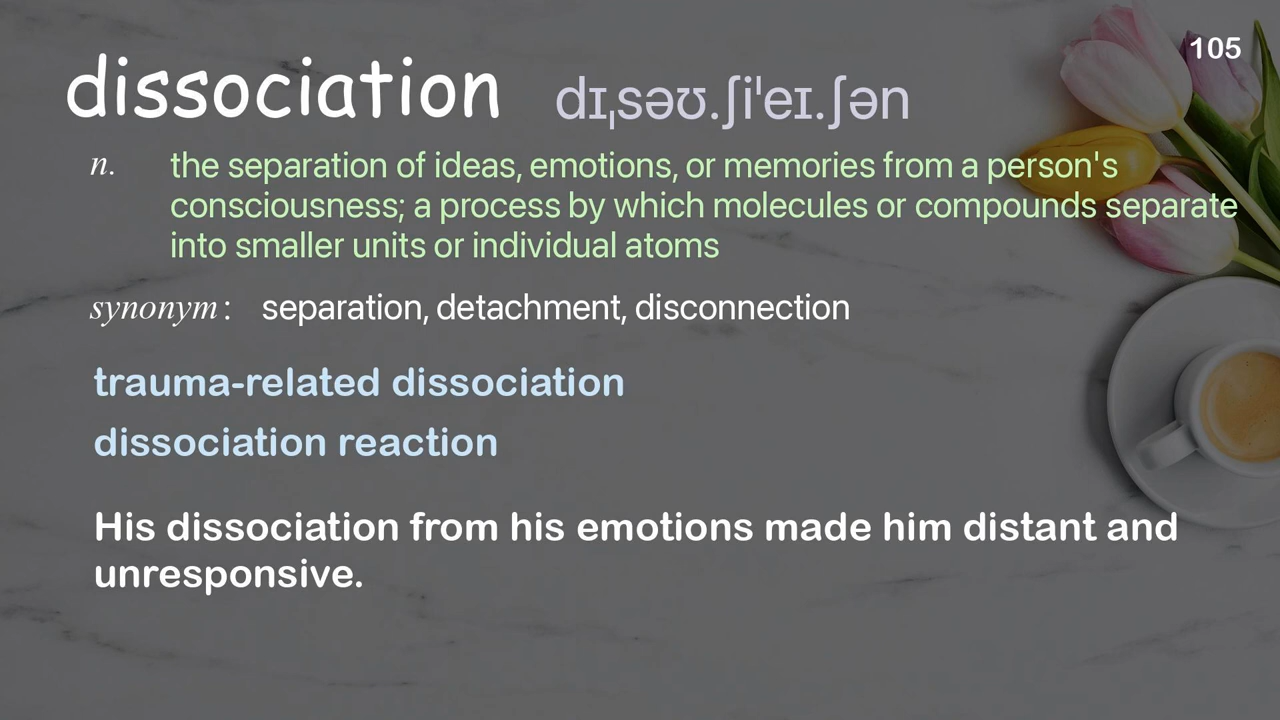 105
dissociation dɪˌsəʊ.ʃiˈeɪ.ʃən
n. the separation of ideas, emotions, or memories from a person's
consciousness; a process by which molecules or compounds separate
into smaller units or individual atoms
synonym: separation, detachment, disconnection
trauma-related dissociation
dissociation reaction
His dissociation from his emotions made him distant and
unresponsive.